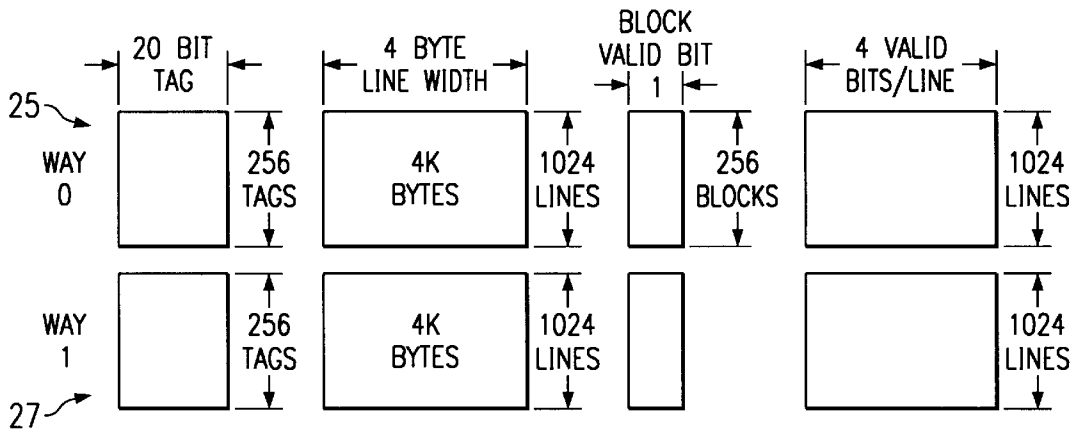 20 BIT
TAG
4 BYTE
LINE WIDTH
BLOCK
VALID BIT
1
4 VALID
BITS/LINE
25
WAY
0
256
TAGS
4K
BYTES
1024
LINES
256
BLOCKS
1024
LINES
WAY
1
27
256
TAGS
4K
BYTES
1024
LINES
1024
LINES